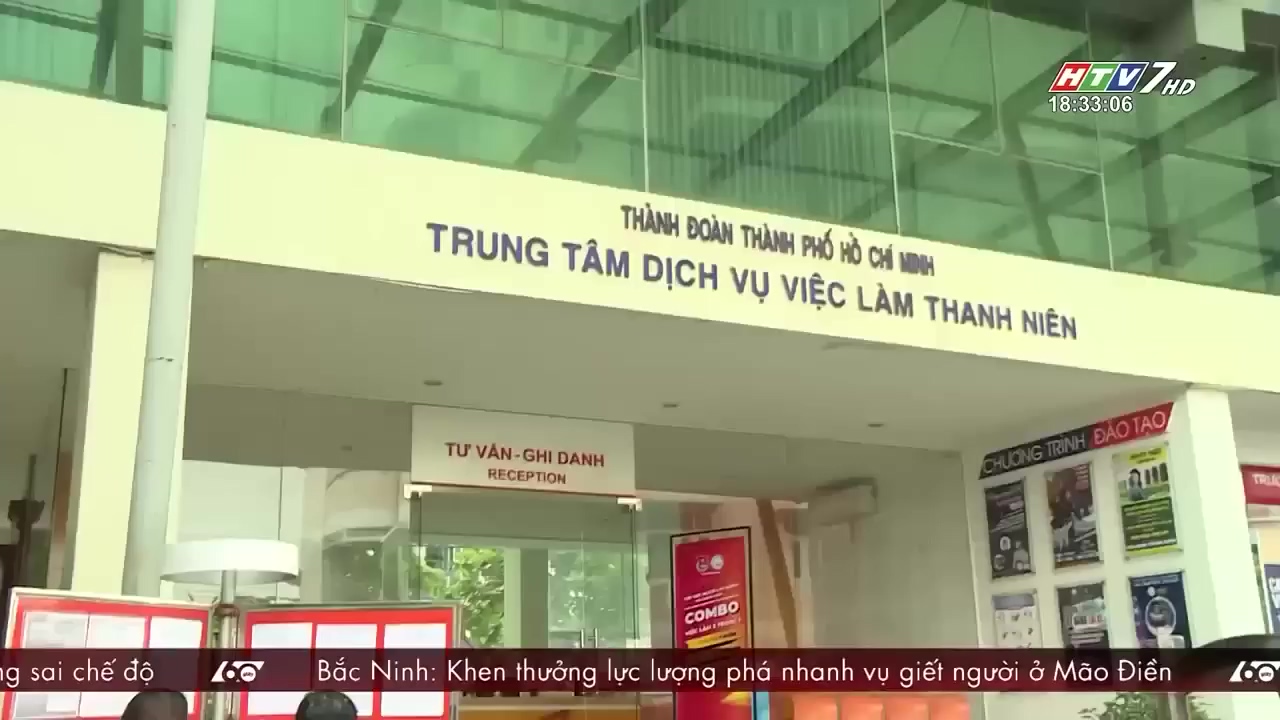 HTV7 HD
18:33:06
THÀNH ĐOÀN THÀNH PHỐ HỒ CHÍ MINH
TRUNG TÂM DỊCH VỤ VIỆC LÀM THANH NIÊN
TƯ VẤN - GHI DANH
RECEPTION
CHƯƠNG TRÌNH ĐÀO TẠO
COMBO
sai chế độ
Bắc Ninh: Khen thưởng lực lượng phá nhanh vụ giết người ở Mão Điền